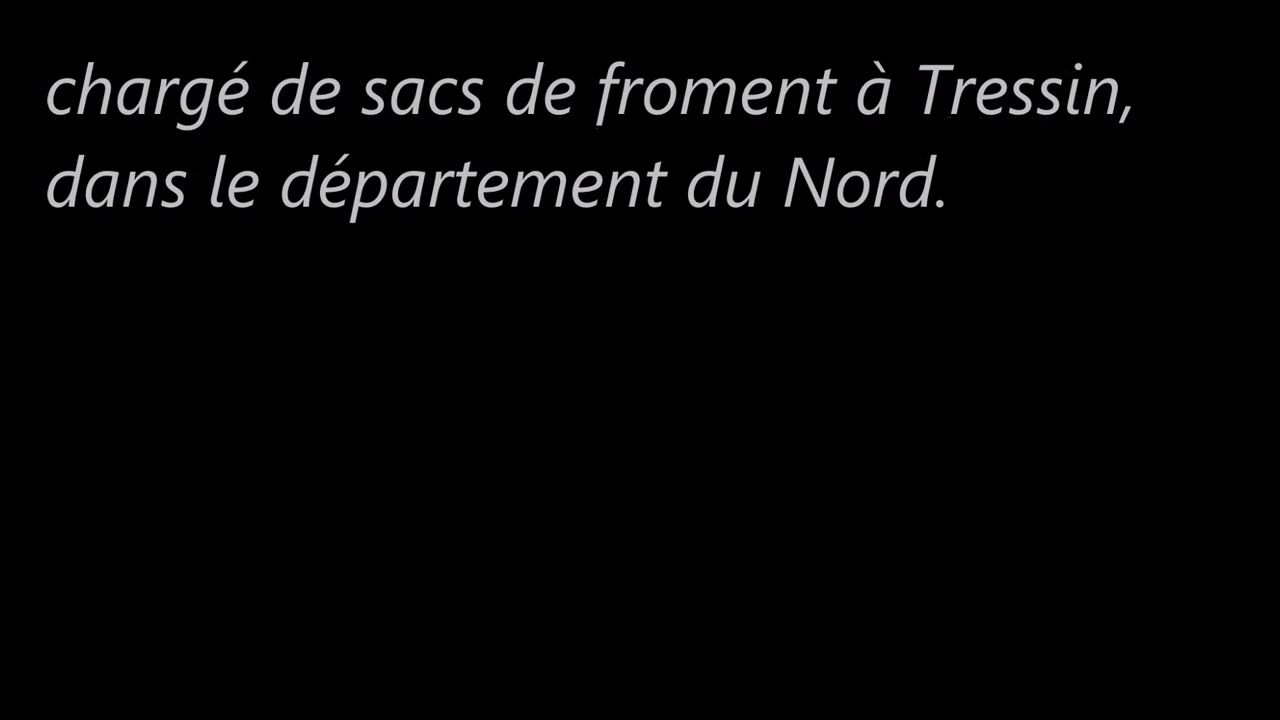 chargé de sacs de froment à Tressin,
dans le département du Nord.